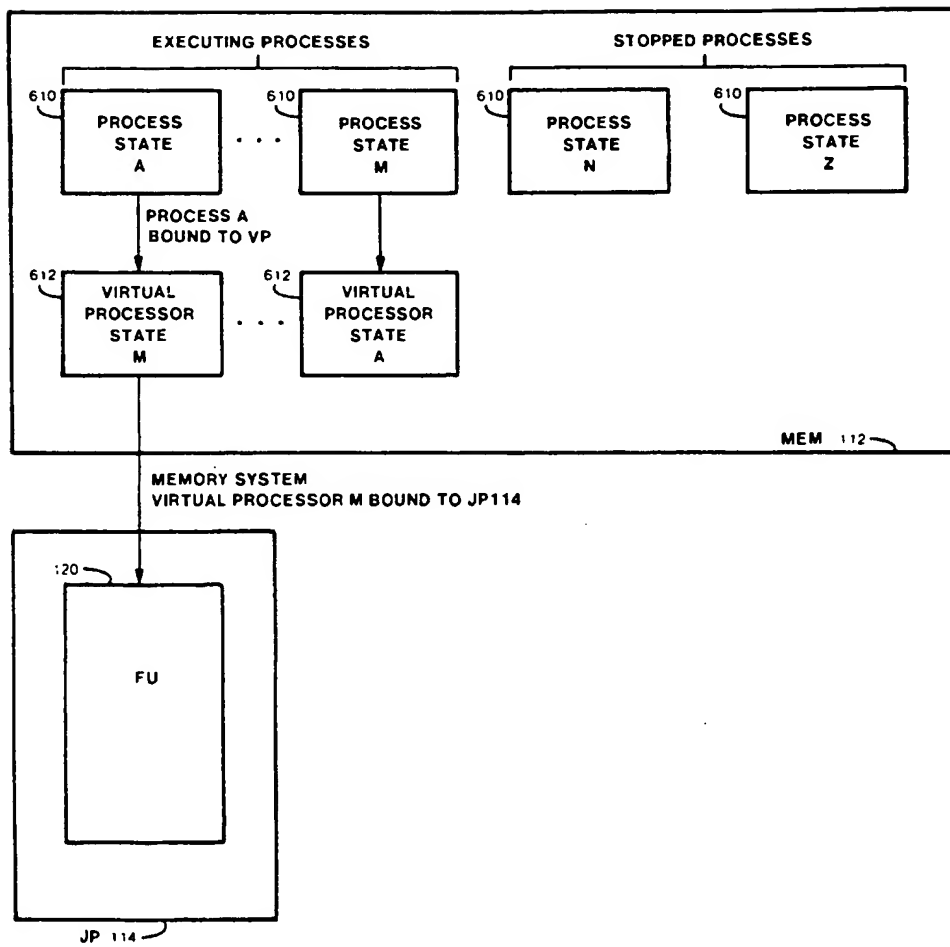 EXECUTING PROCESSES
STOPPED PROCESSES
610
PROCESS
STATE
A
. . .
610
PROCESS
STATE
M
610
PROCESS
STATE
N
610
PROCESS
STATE
Z
PROCESS A
BOUND TO VP
612
VIRTUAL
PROCESSOR
STATE
M
. . .
612
VIRTUAL
PROCESSOR
STATE
A
MEM 112
MEMORY SYSTEM
VIRTUAL PROCESSOR M BOUND TO JP114
120
FU
JP 114